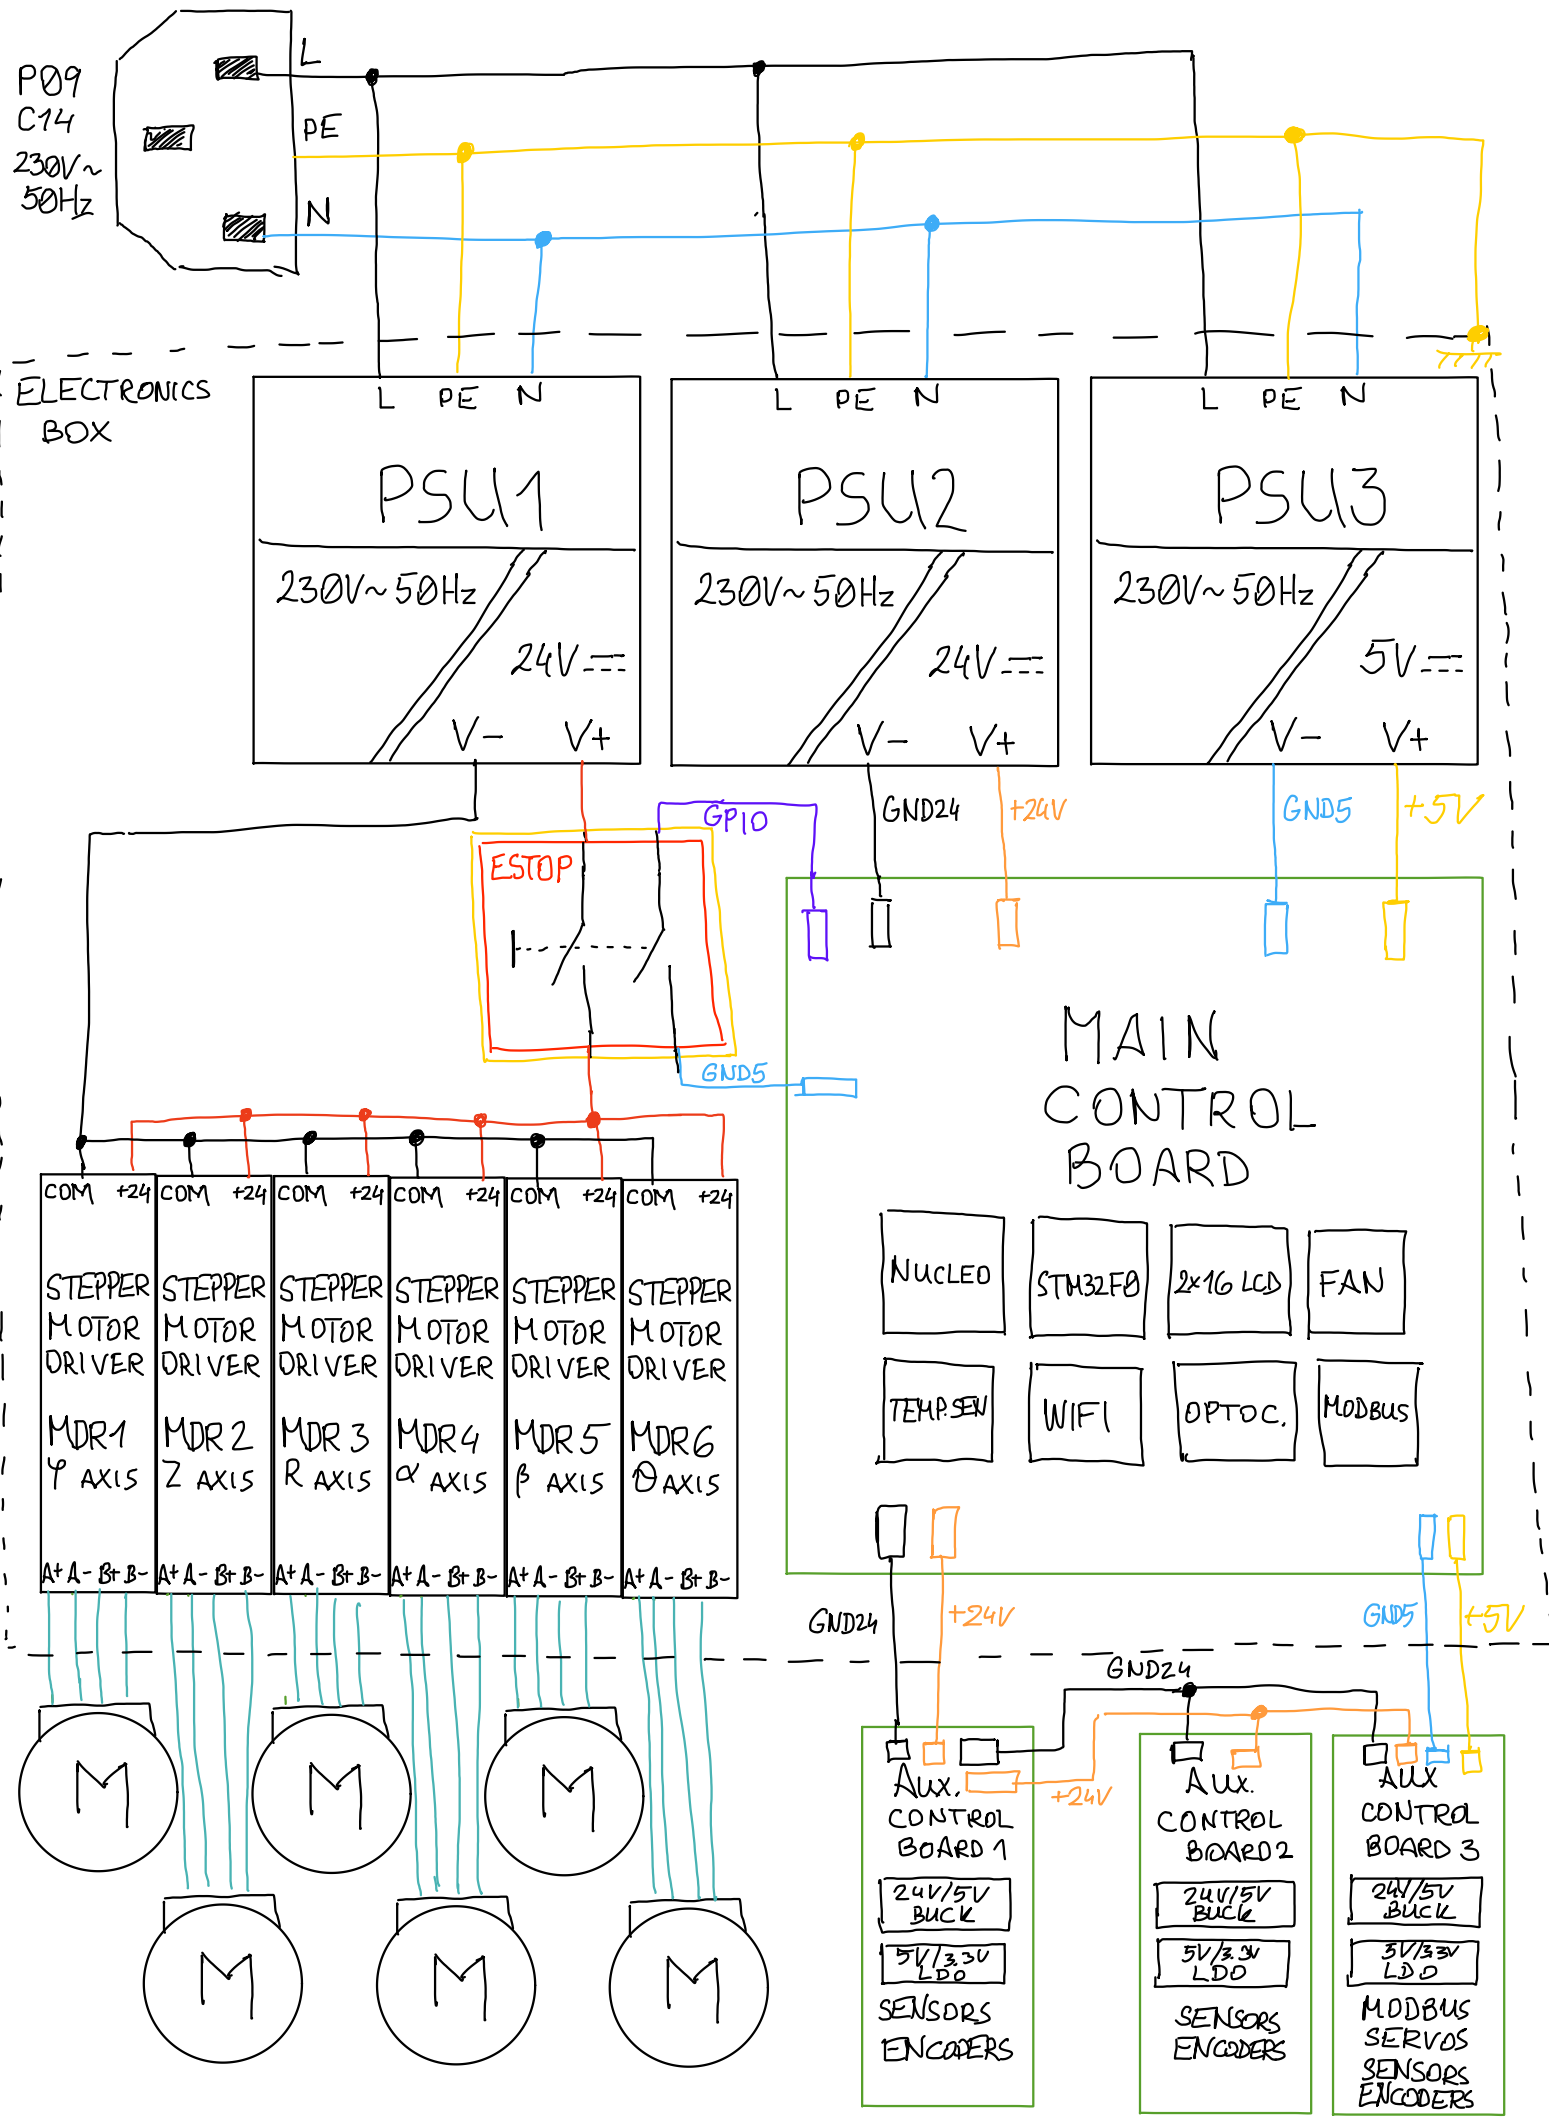 L
P09
C14
PE
230V~
50Hz
N
ELECTRONICS
BOX
L PE N
L PE N
L PE N
PSU1
PSU2
PSU3
230V~50Hz
24V
230V~50Hz
24V
230V~50Hz
5V
V- V+
V- V+
V- V+
GPIO
GND24
+24V
GND5
+5V
ESTOP
GND5
MAIN
CONTROL
BOARD
NUCLEO
STM32F0
2x16 LCD
FAN
TEMP.SEN
WIFI
OPTOC.
MODBUS
COM +24
STEPPER
MOTOR
DRIVER
MDR1
φ AXIS
A+ A- B+ B-
COM +24
STEPPER
MOTOR
DRIVER
MDR2
Z AXIS
A+ A- B+ B-
COM +24
STEPPER
MOTOR
DRIVER
MDR3
R AXIS
A+ A- B+ B-
COM +24
STEPPER
MOTOR
DRIVER
MDR4
α AXIS
A+ A- B+ B-
COM +24
STEPPER
MOTOR
DRIVER
MDR5
β AXIS
A+ A- B+ B-
COM +24
STEPPER
MOTOR
DRIVER
MDR6
θ AXIS
A+ A- B+ B-
GND24
+24V
GND5
+5V
GND24
+24V
M
M
M
M
M
M
AUX.
CONTROL
BOARD 1
24V/5V
BUCK
5V/3.3V
LDO
SENSORS
ENCODERS
AUX.
CONTROL
BOARD2
24V/5V
BUCK
5V/3.3V
LDO
SENSORS
ENCODERS
AUX
CONTROL
BOARD 3
24V/5V
BUCK
5V/3.3V
LDO
MODBUS
SERVOS
SENSORS
ENCODERS